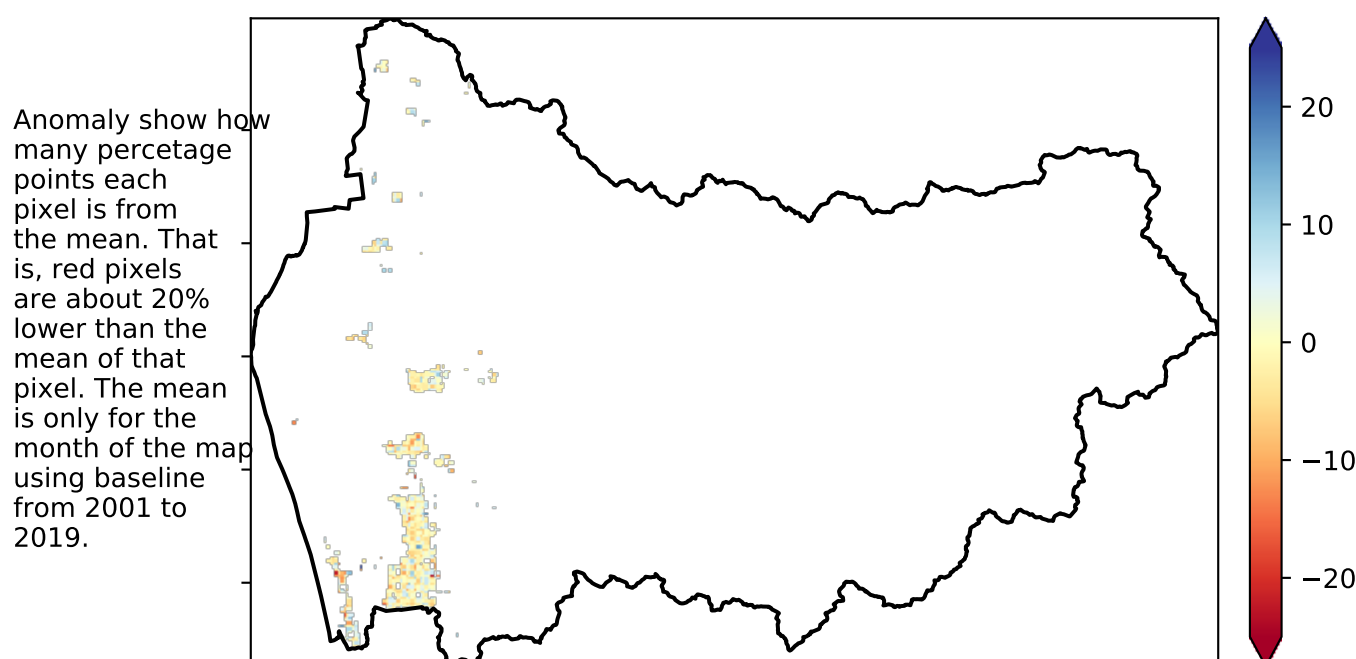 Anomaly show how
many percetage
points each
pixel is from
the mean. That
is, red pixels
are about 20%
lower than the
mean of that
pixel. The mean
is only for the
month of the map
using baseline
from 2001 to
2019.
20
10
0
−10
−20